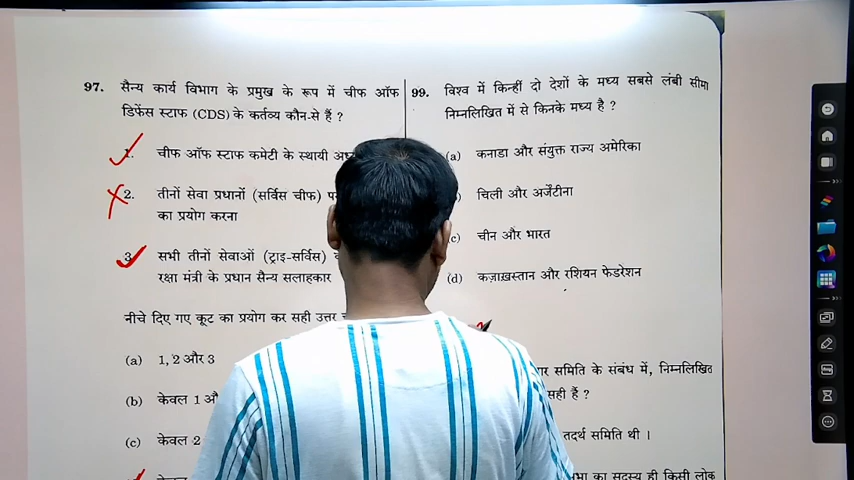 97. सैन्य कार्य विभाग के प्रमुख के रूप में चीफ ऑफ
डिफेंस स्टाफ (CDS) के कर्तव्य कौन-से हैं ?
1. चीफ ऑफ स्टाफ कमेटी के स्थायी
2. तीनों सेवा प्रधानों (सर्विस चीफ)
का प्रयोग करना
3. सभी तीनों सेवाओं (ट्राइ-सर्विस)
रक्षा मंत्री के प्रधान सैन्य सलाहकार
नीचे दिए गए कूट का प्रयोग कर सही उत्तर
(a) 1, 2 और 3
(b) केवल 1
(c) केवल 2
99. विश्व में किन्हीं दो देशों के मध्य सबसे लंबी सीमा
निम्नलिखित में से किनके मध्य है ?
(a) कनाडा और संयुक्त राज्य अमेरिका
चिली और अर्जेंटीना
(c) चीन और भारत
(d) कज़ाख़स्तान और रशियन फेडरेशन
समिति के संबंध में, निम्नलिखित
सही हैं ?
तदर्थ समिति थी ।
का सदस्य ही किसी लोक